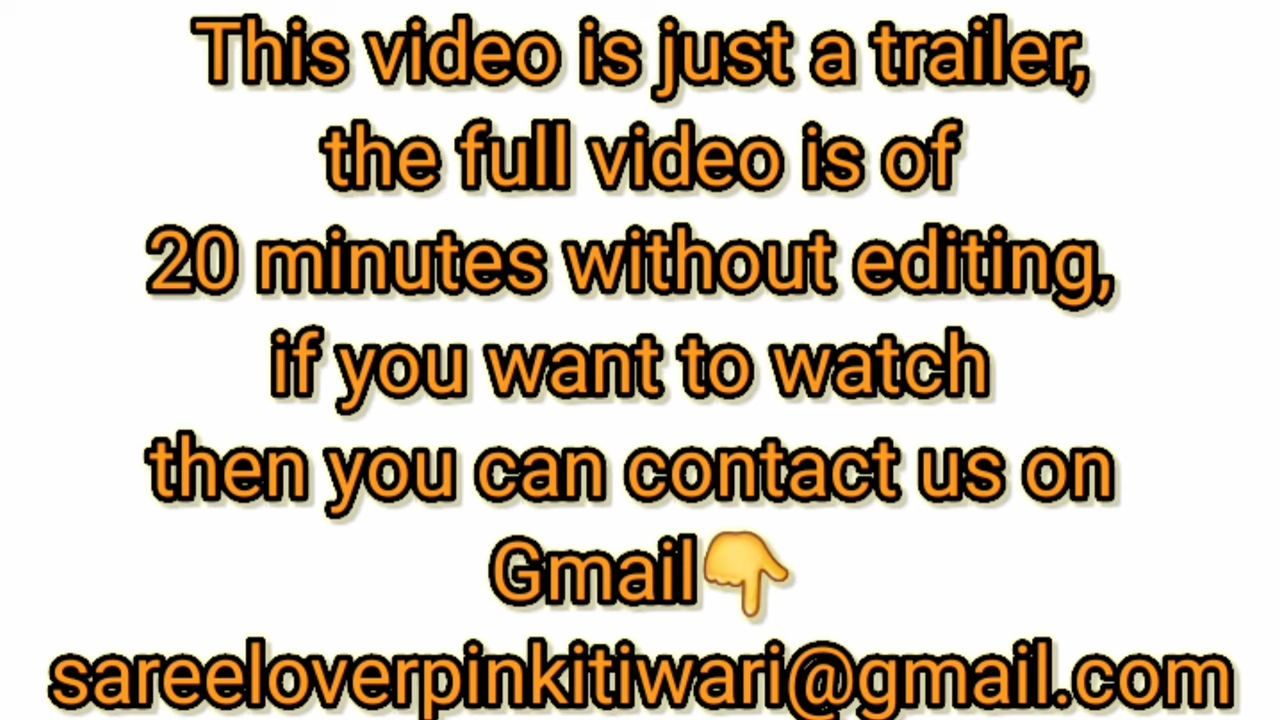 This video is just a trailer,
the full video is of
20 minutes without editing,
if you want to watch
then you can contact us on
Gmail👇
sareeloverpinkitiwari@gmail.com